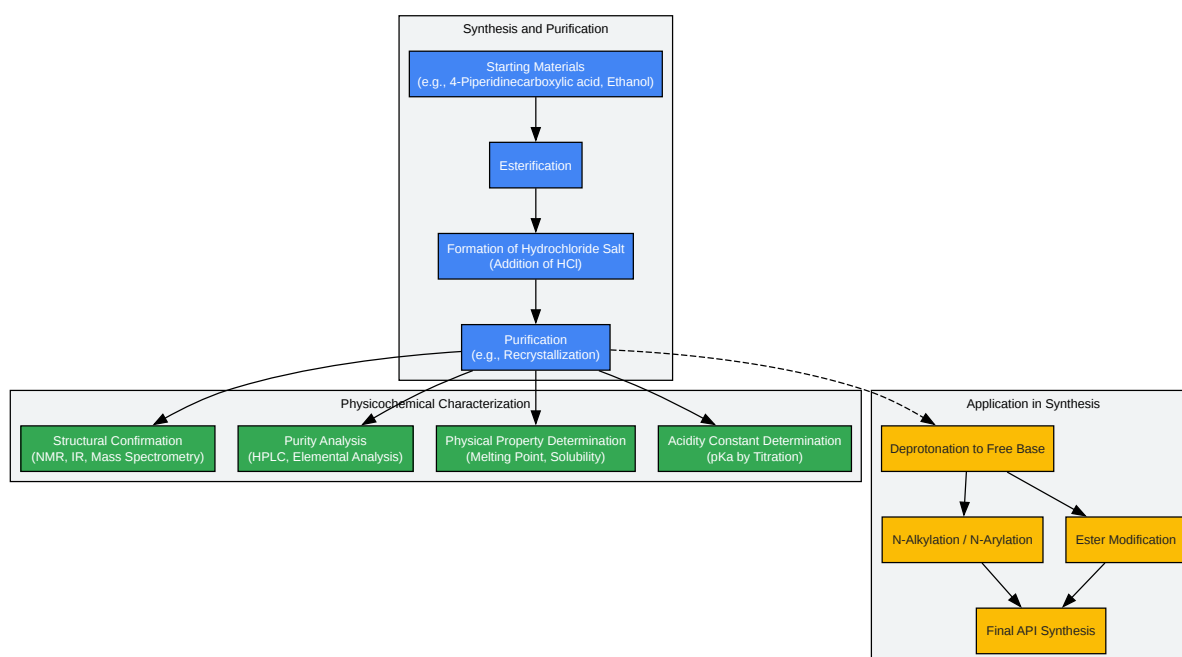 Synthesis and Purification
Starting Materials
(e.g., 4-Piperidinecarboxylic acid, Ethanol)
Esterification
Formation of Hydrochloride Salt
(Addition of HCl)
Purification
(e.g., Recrystallization)
Physicochemical Characterization
Structural Confirmation
(NMR, IR, Mass Spectrometry)
Purity Analysis
(HPLC, Elemental Analysis)
Physical Property Determination
(Melting Point, Solubility)
Acidity Constant Determination
(pKa by Titration)
Application in Synthesis
Deprotonation to Free Base
N-Alkylation / N-Arylation
Ester Modification
Final API Synthesis